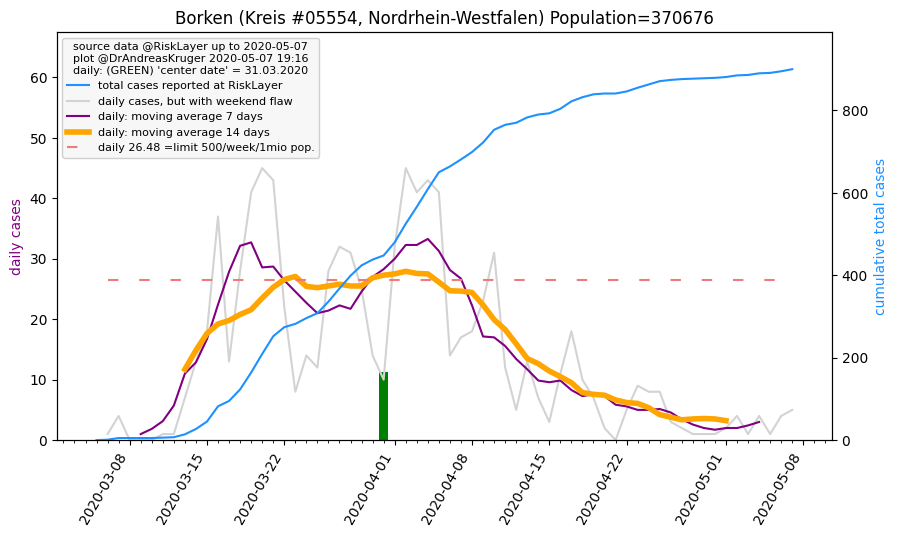 Borken (Kreis #05554, Nordrhein-Westfalen) Population=370676
source data @RiskLayer up to 2020-05-07
plot @DrAndreasKruger 2020-05-07 19:16
daily: (GREEN) 'center date' = 31.03.2020
total cases reported at RiskLayer
daily cases, but with weekend flaw
daily: moving average 7 days
daily: moving average 14 days
daily 26.48 =limit 500/week/1mio pop.
daily cases
60
50
40
30
20
10
0
cumulative total cases
800
600
400
200
0
2020-03-08
2020-03-15
2020-03-22
2020-04-01
2020-04-08
2020-04-15
2020-04-22
2020-05-01
2020-05-08